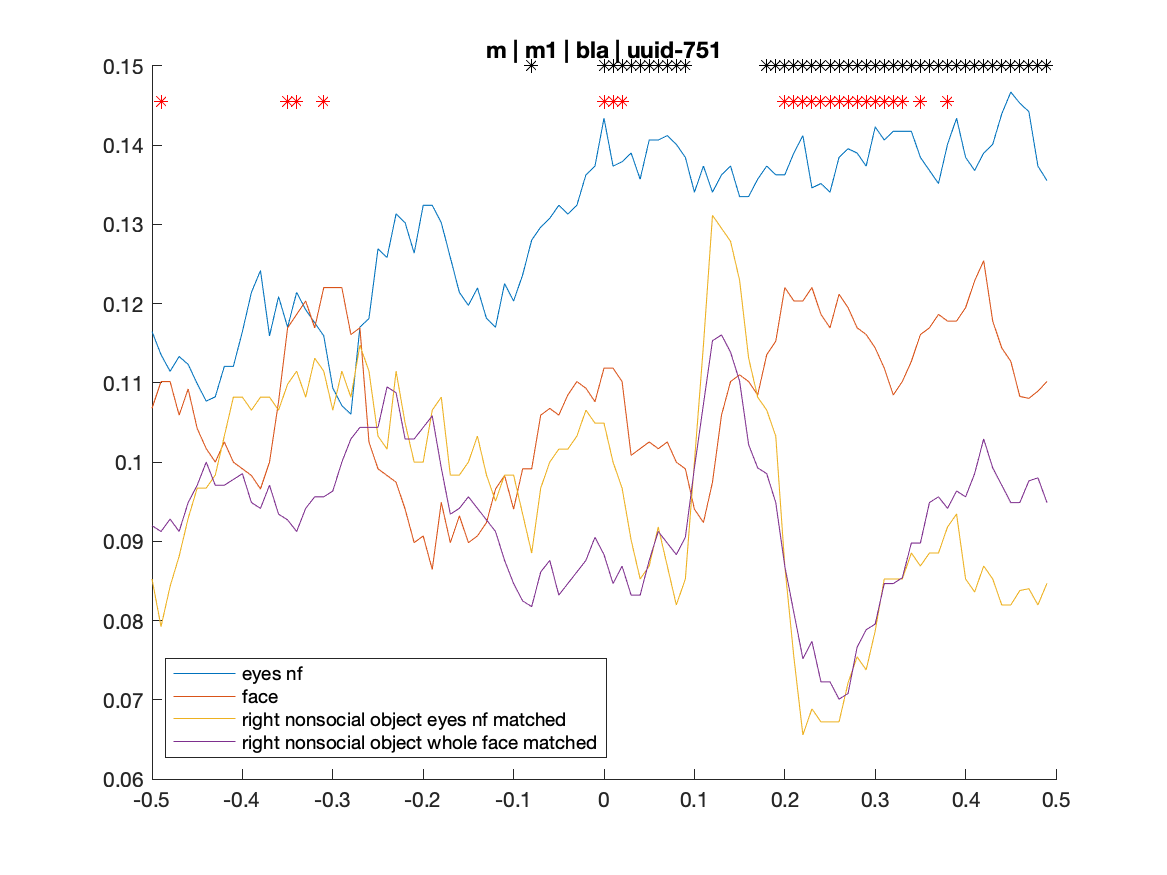 m | m1 | bla | uuid-751
0.15
0.14
0.13
0.12
0.11
0.1
0.09
0.08
0.07
0.06
eyes nf
face
right nonsocial object eyes nf matched
right nonsocial object whole face matched
-0.5 -0.4 -0.3 -0.2 -0.1 0 0.1 0.2 0.3 0.4 0.5